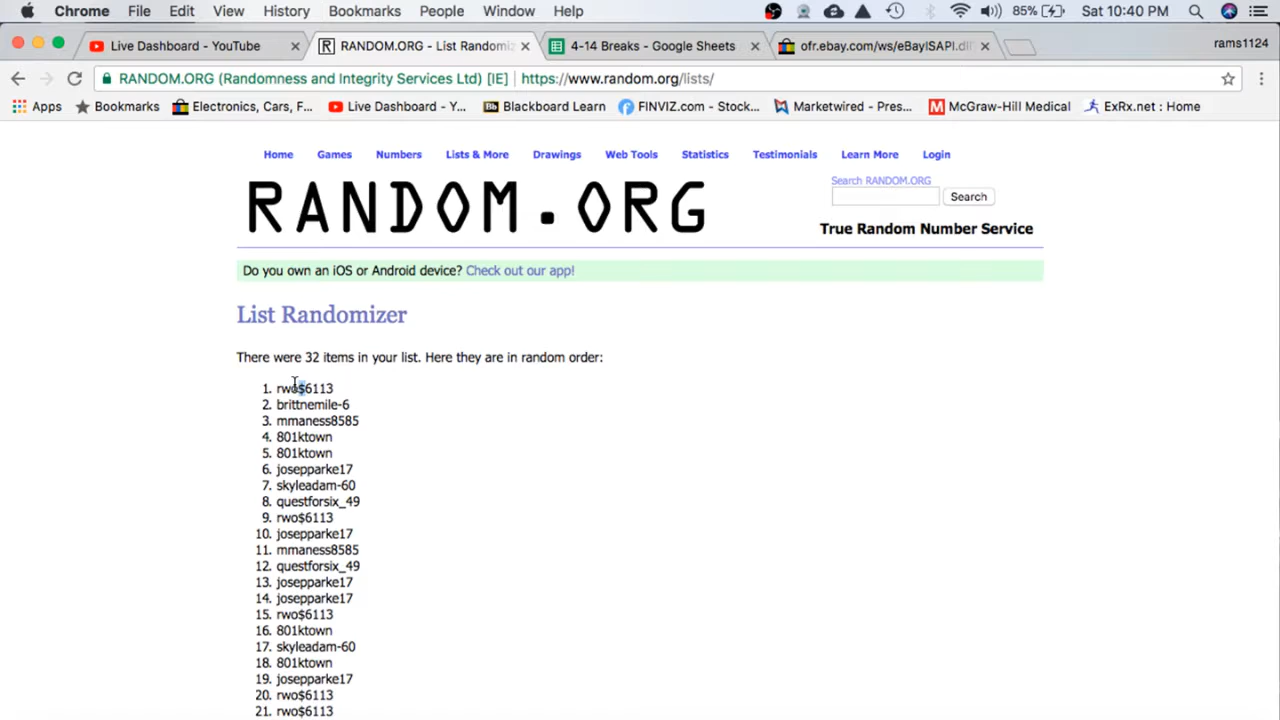 Chrome File Edit View History Bookmarks People Window Help 85% Sat 10:40 PM
Live Dashboard - YouTube × RANDOM.ORG - List Randomiz × 4-14 Breaks - Google Sheets × ofr.ebay.com/ws/eBayISAPI.dll × rams1124
RANDOM.ORG (Randomness and Integrity Services Ltd) [IE] https://www.random.org/lists/
Apps Bookmarks Electronics, Cars, F... Live Dashboard - Y... Bb Blackboard Learn FINVIZ.com - Stock... Marketwired - Pres... M McGraw-Hill Medical ExRx.net : Home
Home Games Numbers Lists & More Drawings Web Tools Statistics Testimonials Learn More Login
RANDOM.ORG
Search RANDOM.ORG
Search
True Random Number Service
Do you own an iOS or Android device? Check out our app!
List Randomizer
There were 32 items in your list. Here they are in random order:
1. rwo$6113
2. brittnemile-6
3. mmaness8585
4. 801ktown
5. 801ktown
6. josepparke17
7. skyleadam-60
8. questforsix_49
9. rwo$6113
10. josepparke17
11. mmaness8585
12. questforsix_49
13. josepparke17
14. josepparke17
15. rwo$6113
16. 801ktown
17. skyleadam-60
18. 801ktown
19. josepparke17
20. rwo$6113
21. rwo$6113